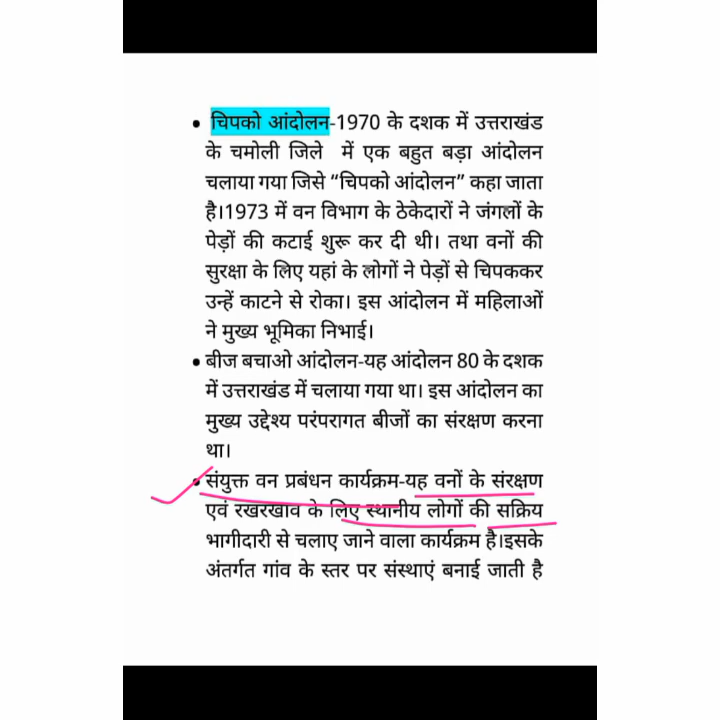 • चिपको आंदोलन-1970 के दशक में उत्तराखंड
के चमोली जिले में एक बहुत बड़ा आंदोलन
चलाया गया जिसे “चिपको आंदोलन” कहा जाता
है।1973 में वन विभाग के ठेकेदारों ने जंगलों के
पेड़ों की कटाई शुरू कर दी थी। तथा वनों की
सुरक्षा के लिए यहां के लोगों ने पेड़ों से चिपककर
उन्हें काटने से रोका। इस आंदोलन में महिलाओं
ने मुख्य भूमिका निभाई।
• बीज बचाओ आंदोलन-यह आंदोलन 80 के दशक
में उत्तराखंड में चलाया गया था। इस आंदोलन का
मुख्य उद्देश्य परंपरागत बीजों का संरक्षण करना
था।
• संयुक्त वन प्रबंधन कार्यक्रम-यह वनों के संरक्षण
एवं रखरखाव के लिए स्थानीय लोगों की सक्रिय
भागीदारी से चलाए जाने वाला कार्यक्रम है।इसके
अंतर्गत गांव के स्तर पर संस्थाएं बनाई जाती है